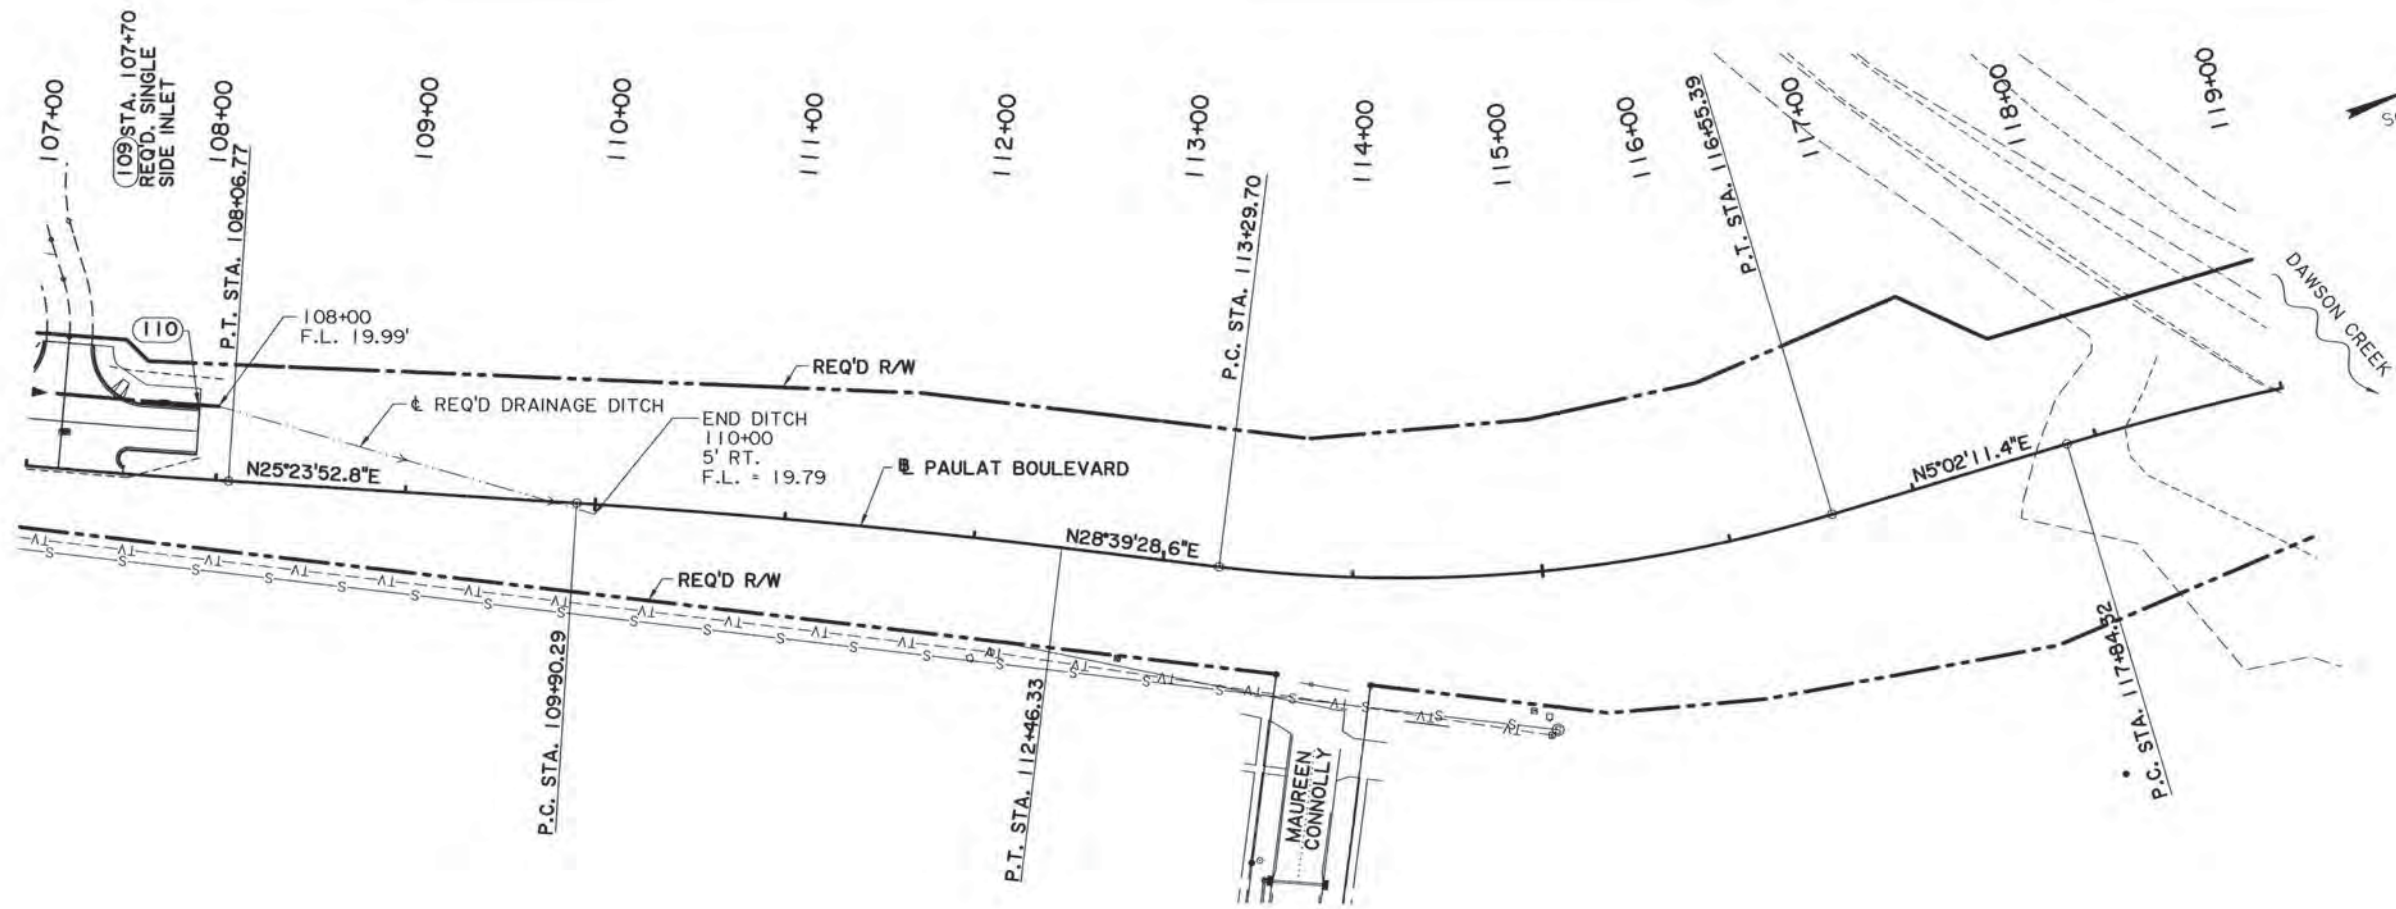 107+00
109 STA. 107+70
REQ'D. SINGLE
SIDE INLET
108+00
P.T. STA. 108+06.77
109+00
110+00
111+00
112+00
113+00
P.C. STA. 113+29.70
114+00
115+00
116+00
P.T. STA. 116+55.39
117+00
118+00
119+00
DAWSON CREEK
110
108+00
F.L. 19.99'
REQ'D R/W
℄ REQ'D DRAINAGE DITCH
END DITCH
110+00
5' RT.
F.L. = 19.79
BL PAULAT BOULEVARD
N25°23'52.8"E
N28°39'28.6"E
N5°02'11.4"E
REQ'D R/W
P.C. STA. 109+90.29
P.T. STA. 112+46.33
MAUREEN
CONNOLLY
P.C. STA. 117+84.52